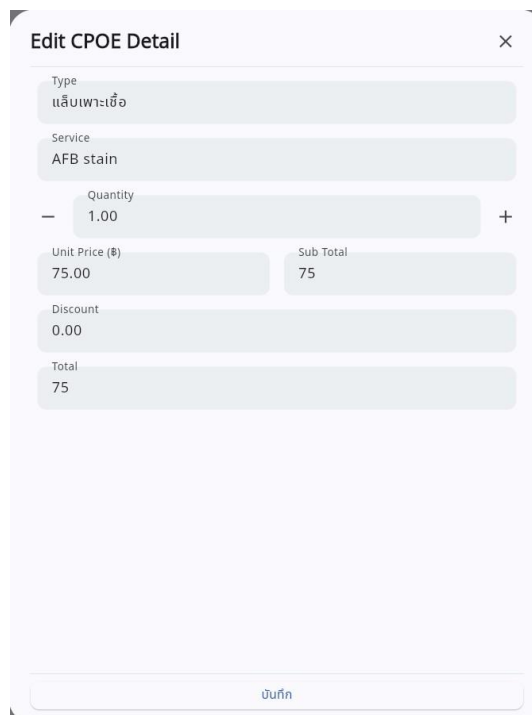 Edit CPOE Detail
Type
แล็บเพาะเชื้อ
Service
AFB stain
Quantity
1.00
Unit Price (฿) Sub Total
75.00 75
Discount
0.00
Total
75
บันทึก